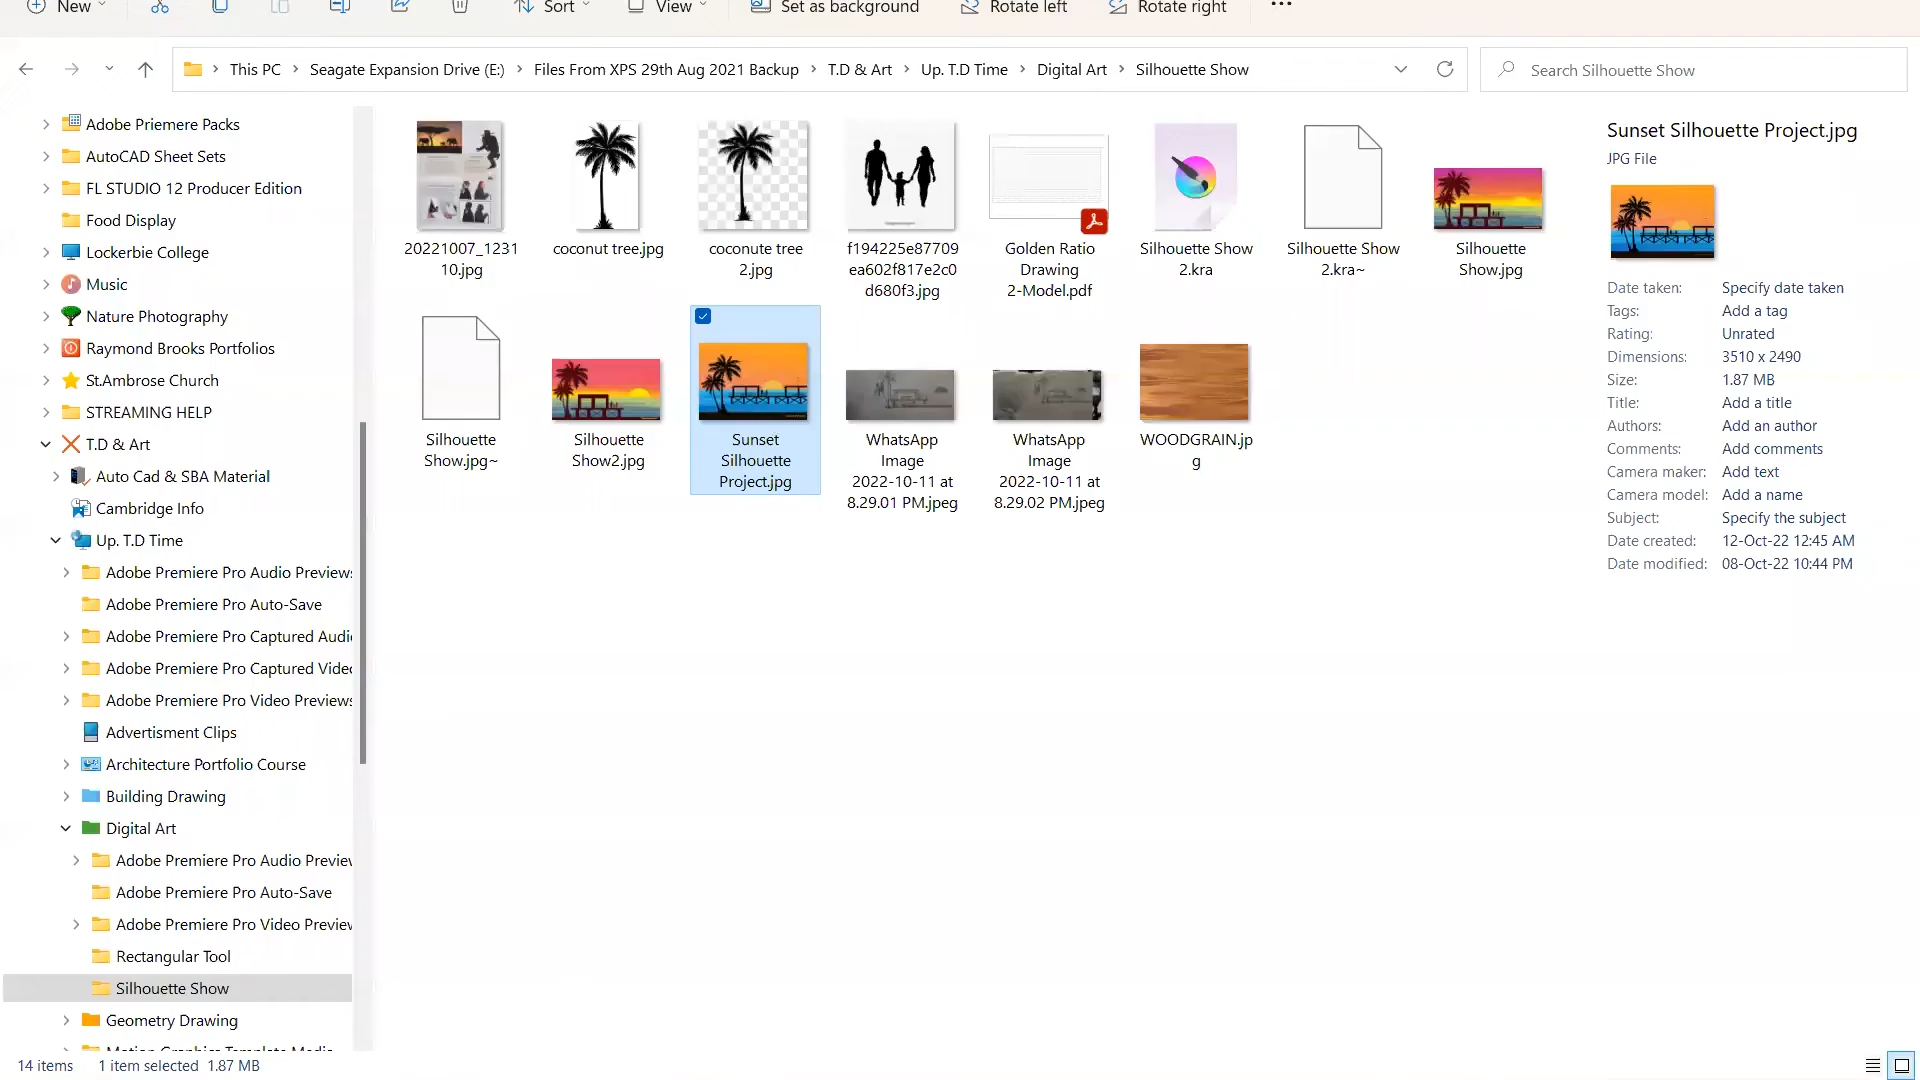 New
Sort
View
Set as background
Rotate left
Rotate right
This PC
Seagate Expansion Drive (E:)
Files From XPS 29th Aug 2021 Backup
T.D & Art
Up. T.D Time
Digital Art
Silhouette Show
Search Silhouette Show
Adobe Priemere Packs
AutoCAD Sheet Sets
FL STUDIO 12 Producer Edition
Food Display
Lockerbie College
Music
Nature Photography
Raymond Brooks Portfolios
St.Ambrose Church
STREAMING HELP
T.D & Art
Auto Cad & SBA Material
Cambridge Info
Up. T.D Time
Adobe Premiere Pro Audio Previews
Adobe Premiere Pro Auto-Save
Adobe Premiere Pro Captured Audi
Adobe Premiere Pro Captured Vide
Adobe Premiere Pro Video Previews
Advertisment Clips
Architecture Portfolio Course
Building Drawing
Digital Art
Adobe Premiere Pro Audio Previe
Adobe Premiere Pro Auto-Save
Adobe Premiere Pro Video Previe
Rectangular Tool
Silhouette Show
Geometry Drawing
20221007_1231
10.jpg
coconut tree.jpg
coconute tree
2.jpg
f194225e87709
ea602f817e2c0
d680f3.jpg
Golden Ratio
Drawing
2-Model.pdf
Silhouette Show
2.kra
Silhouette Show
2.kra~
Silhouette
Show.jpg
Silhouette
Show.jpg~
Silhouette
Show2.jpg
Sunset
Silhouette
Project.jpg
WhatsApp
Image
2022-10-11 at
8.29.01 PM.jpeg
WhatsApp
Image
2022-10-11 at
8.29.02 PM.jpeg
WOODGRAIN.jp
g
Sunset Silhouette Project.jpg
JPG File
Date taken: Specify date taken
Tags: Add a tag
Rating: Unrated
Dimensions: 3510 x 2490
Size: 1.87 MB
Title: Add a title
Authors: Add an author
Comments: Add comments
Camera maker: Add text
Camera model: Add a name
Subject: Specify the subject
Date created: 12-Oct-22 12:45 AM
Date modified: 08-Oct-22 10:44 PM
14 items
1 item selected 1.87 MB